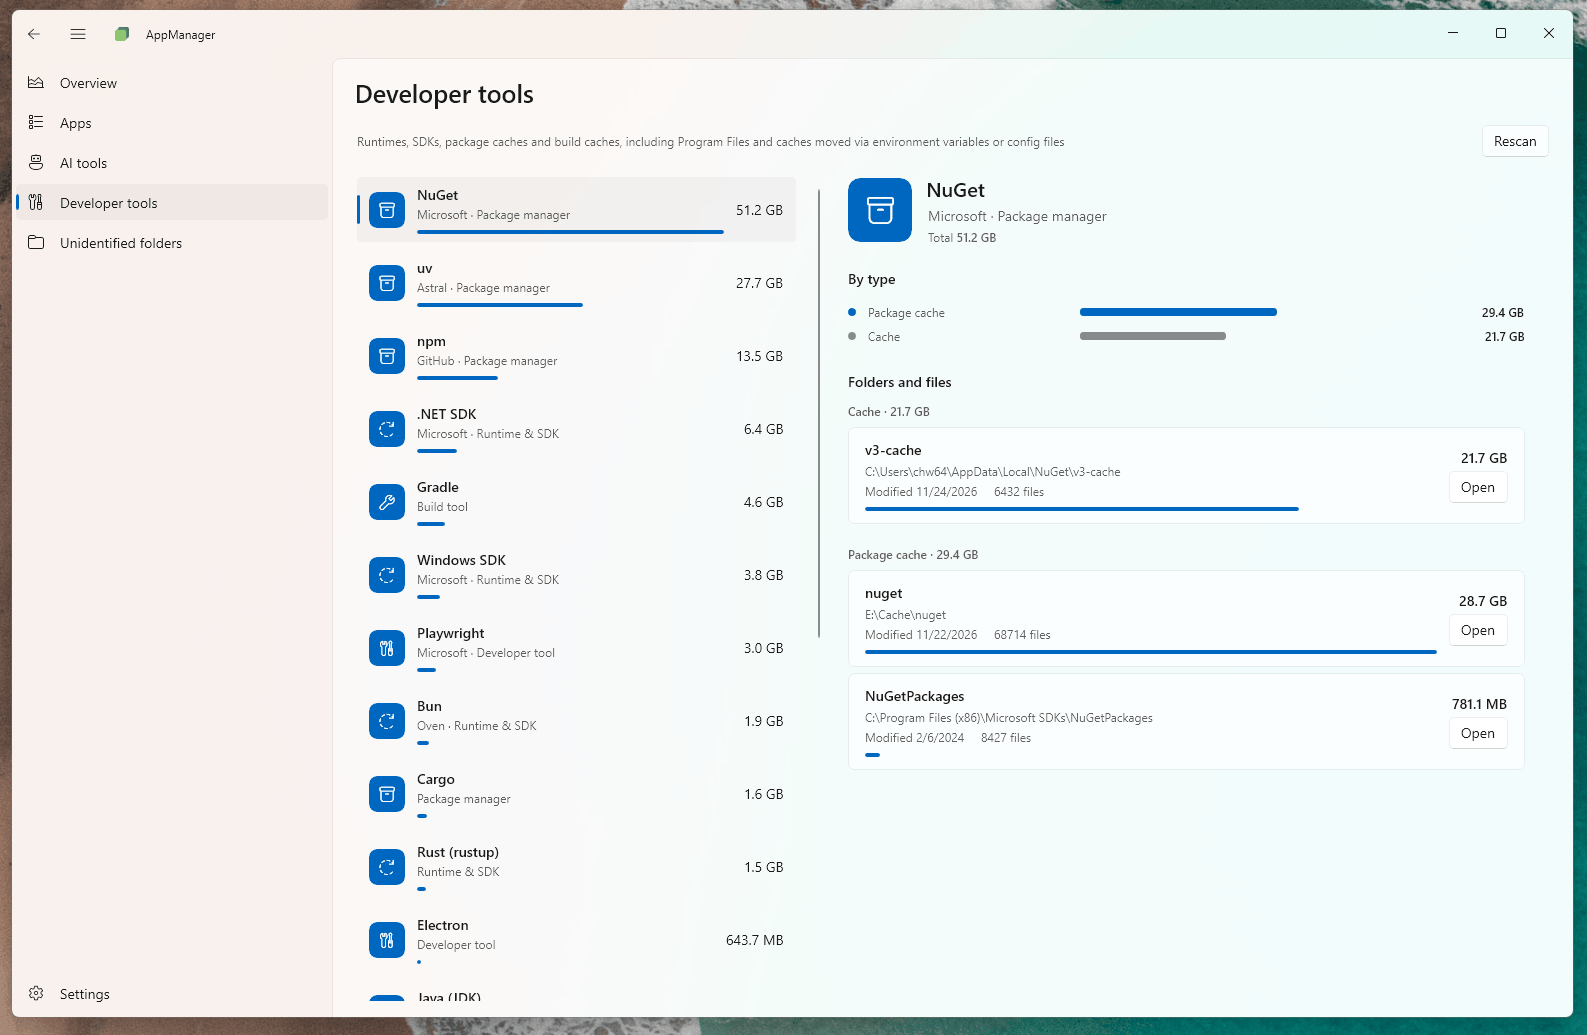 AppManager
Overview
Apps
AI tools
Developer tools
Unidentified folders
Settings
Developer tools
Runtimes, SDKs, package caches and build caches, including Program Files and caches moved via environment variables or config files
Rescan
NuGet
Microsoft · Package manager
51.2 GB
uv
Astral · Package manager
27.7 GB
npm
GitHub · Package manager
13.5 GB
.NET SDK
Microsoft · Runtime & SDK
6.4 GB
Gradle
Build tool
4.6 GB
Windows SDK
Microsoft · Runtime & SDK
3.8 GB
Playwright
Microsoft · Developer tool
3.0 GB
Bun
Oven · Runtime & SDK
1.9 GB
Cargo
Package manager
1.6 GB
Rust (rustup)
Runtime & SDK
1.5 GB
Electron
Developer tool
643.7 MB
Java (JDK)
NuGet
Microsoft · Package manager
Total 51.2 GB
By type
Package cache 29.4 GB
Cache 21.7 GB
Folders and files
Cache · 21.7 GB
v3-cache
C:\Users\chw64\AppData\Local\NuGet\v3-cache
Modified 11/24/2026 6432 files
21.7 GB
Open
Package cache · 29.4 GB
nuget
E:\Cache\nuget
Modified 11/22/2026 68714 files
28.7 GB
Open
NuGetPackages
C:\Program Files (x86)\Microsoft SDKs\NuGetPackages
Modified 2/6/2024 8427 files
781.1 MB
Open